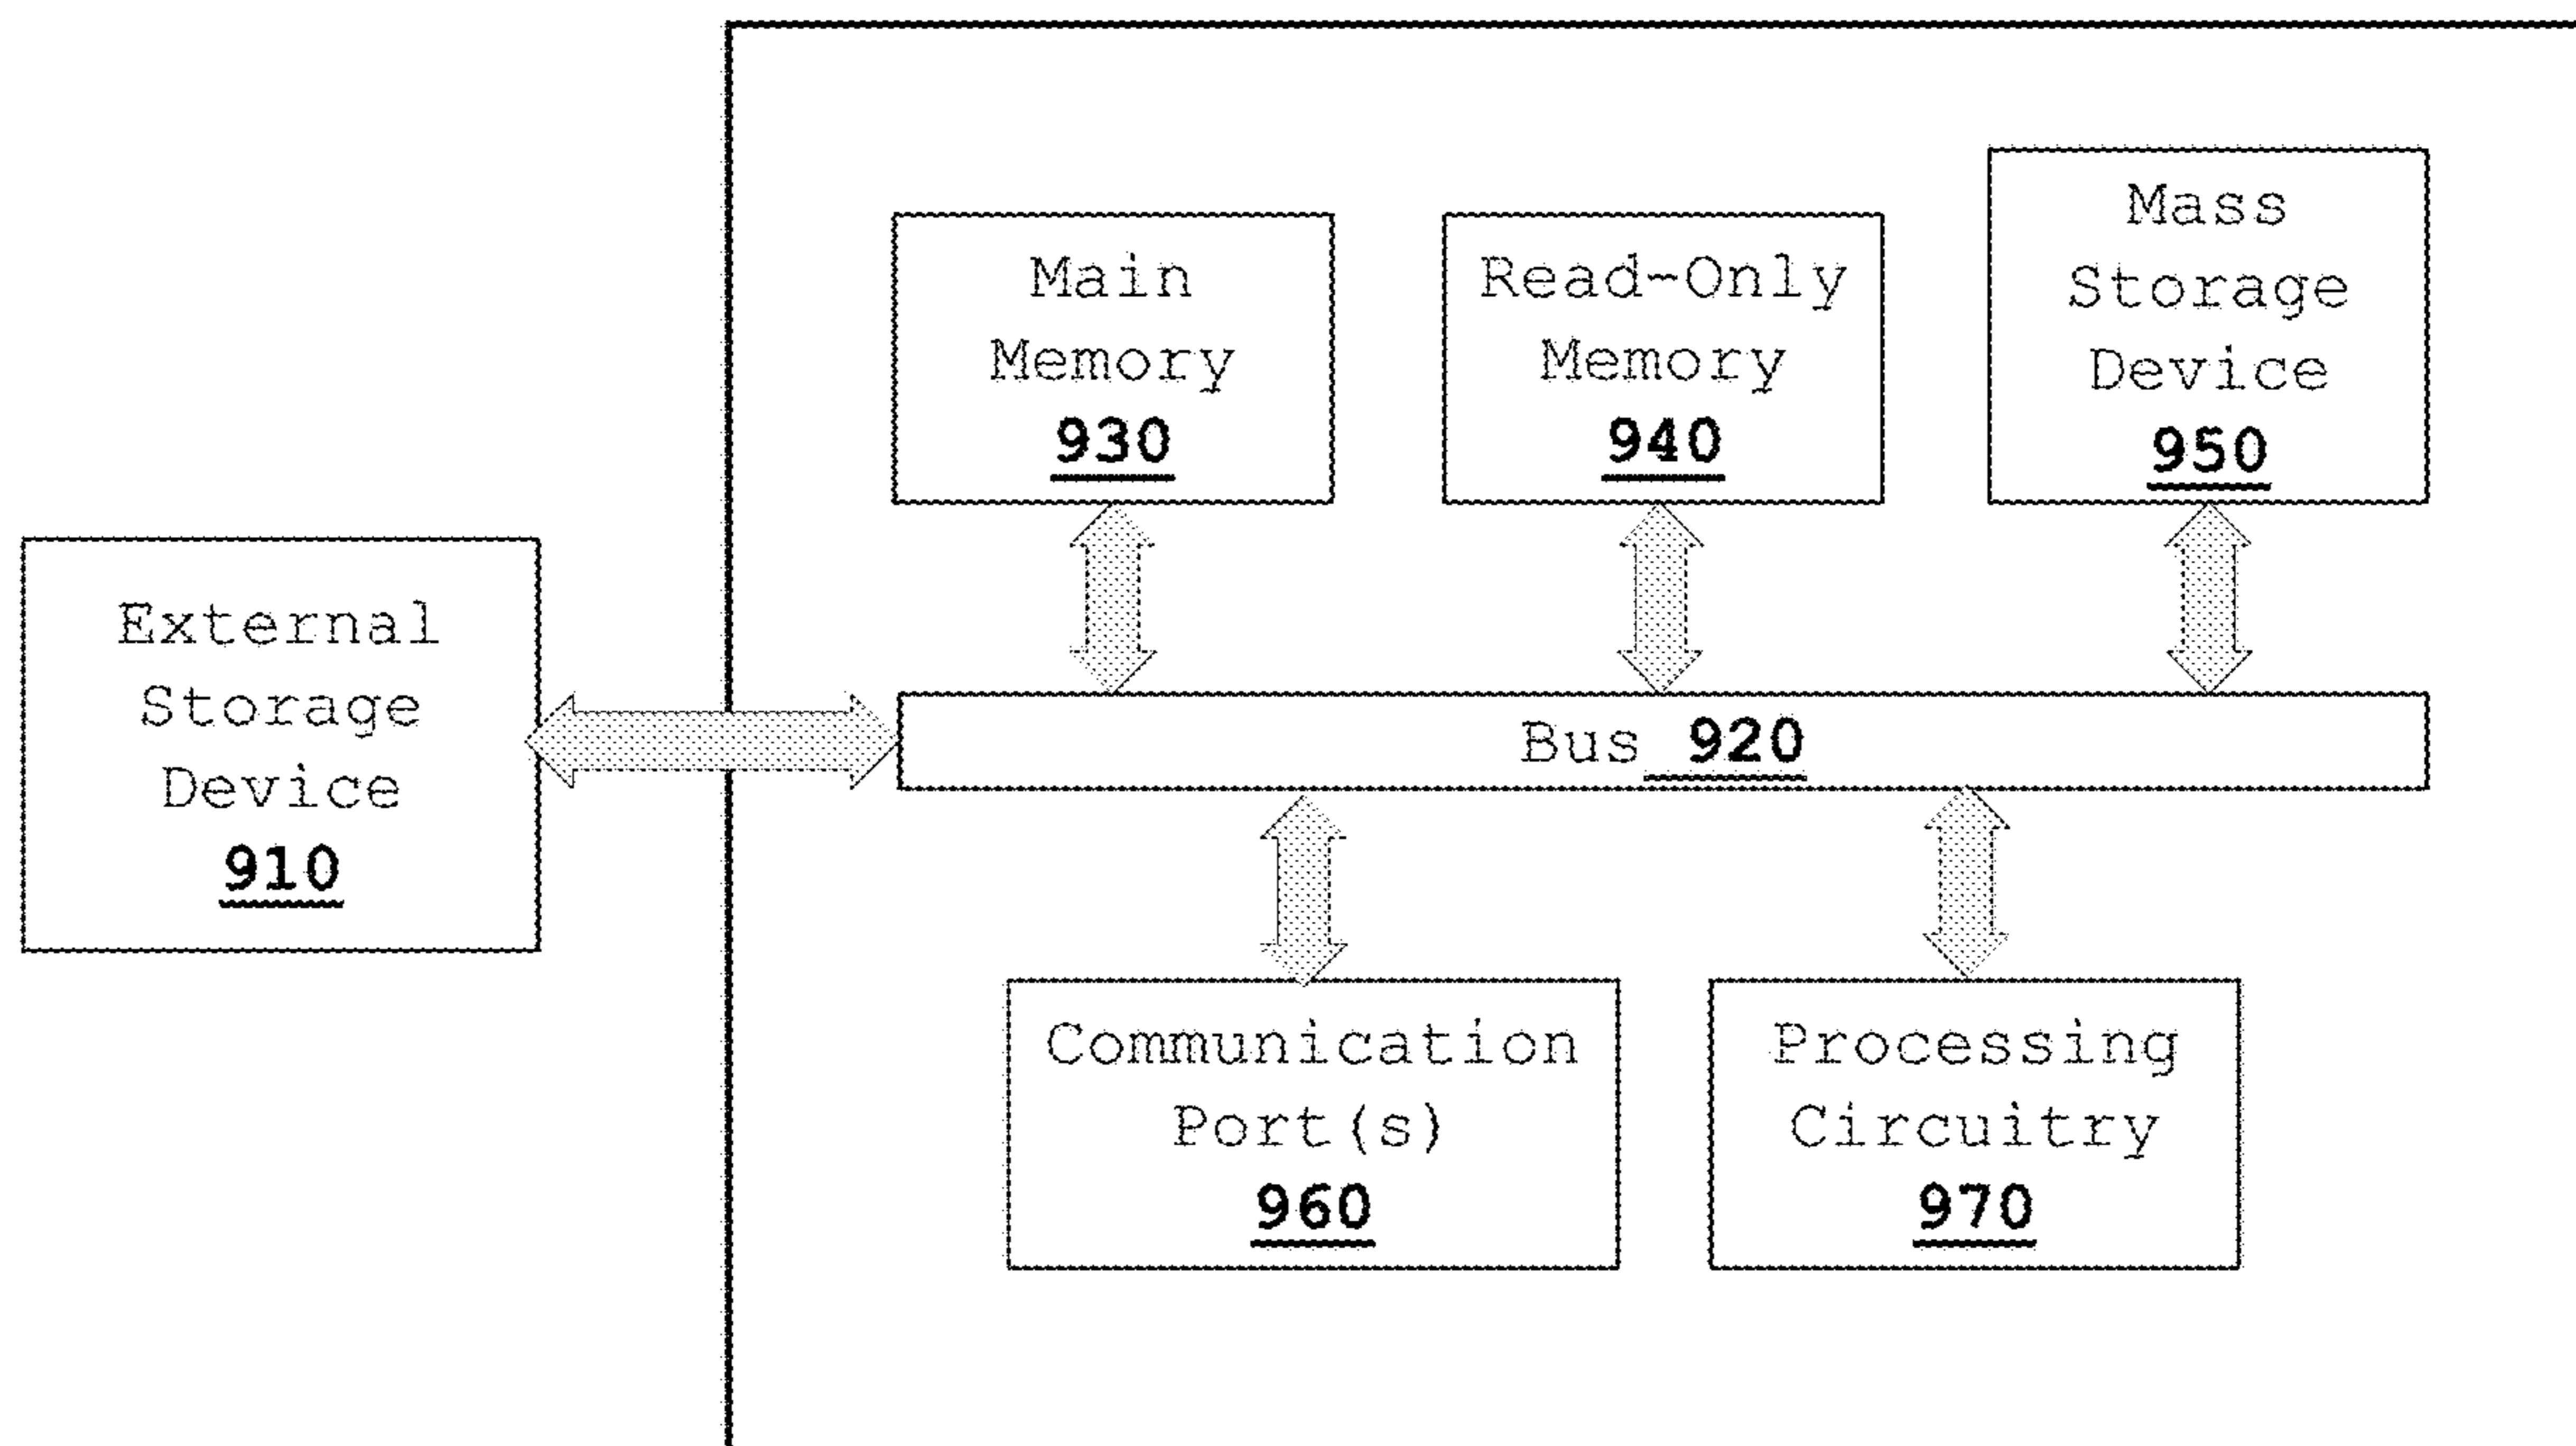 Main
Memory
930
Read-Only
Memory
940
Mass
Storage
Device
950
External
Storage
Device
910
Bus 920
Communication
Port(s)
960
Processing
Circuitry
970